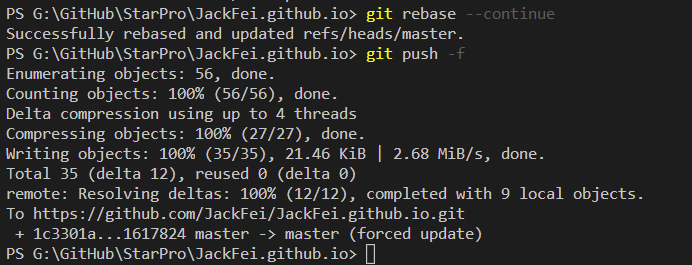 PS G:\GitHub\StarPro\JackFei.github.io> git rebase --continue
Successfully rebased and updated refs/heads/master.
PS G:\GitHub\StarPro\JackFei.github.io> git push -f
Enumerating objects: 56, done.
Counting objects: 100% (56/56), done.
Delta compression using up to 4 threads
Compressing objects: 100% (27/27), done.
Writing objects: 100% (35/35), 21.46 KiB | 2.68 MiB/s, done.
Total 35 (delta 12), reused 0 (delta 0)
remote: Resolving deltas: 100% (12/12), completed with 9 local objects.
To https://github.com/JackFei/JackFei.github.io.git
 + 1c3301a...1617824 master -> master (forced update)
PS G:\GitHub\StarPro\JackFei.github.io>